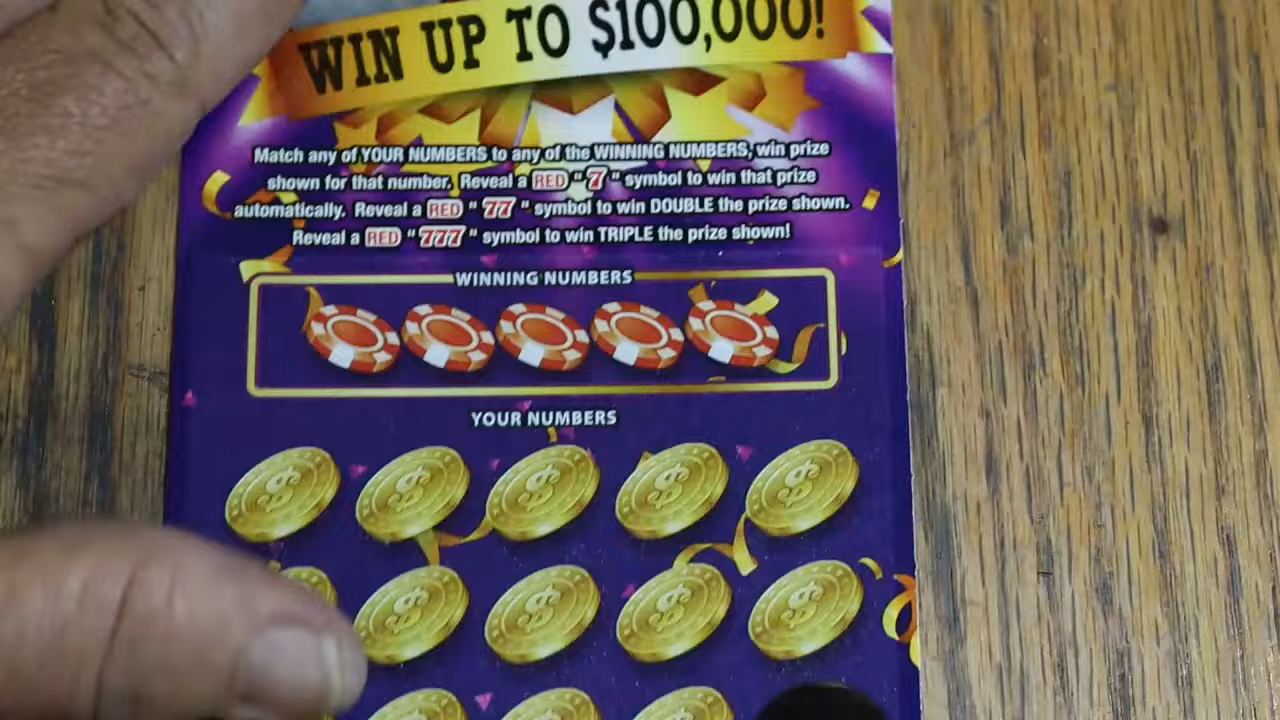 WIN UP TO $100,000!
Match any of YOUR NUMBERS to any of the WINNING NUMBERS, win prize
shown for that number. Reveal a RED "7" symbol to win that prize
automatically. Reveal a RED "77" symbol to win DOUBLE the prize shown.
Reveal a RED "777" symbol to win TRIPLE the prize shown!
WINNING NUMBERS
YOUR NUMBERS
$ $ $ $ $
$ $ $ $